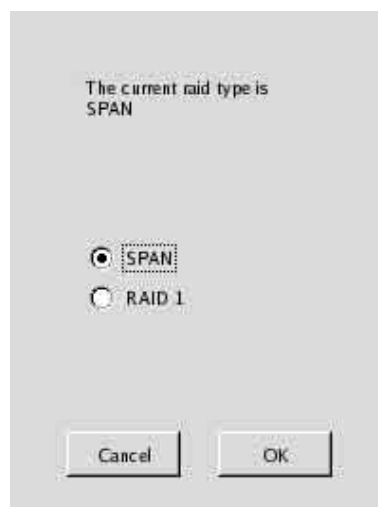 The current raid type is
SPAN
SPAN
RAID 1
Cancel
OK